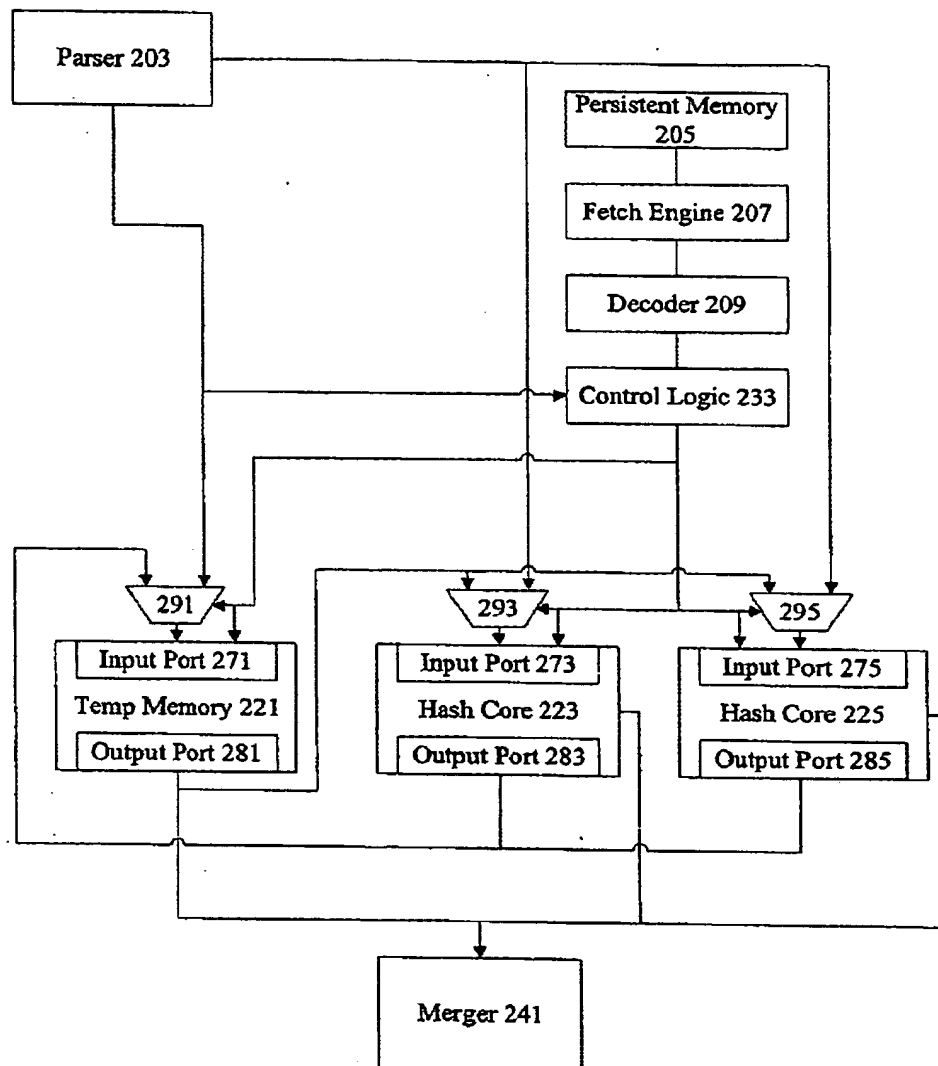 Parser 203
Persistent Memory
205
Fetch Engine 207
Decoder 209
Control Logic 233
291
293
295
Input Port 271
Temp Memory 221
Output Port 281
Input Port 273
Hash Core 223
Output Port 283
Input Port 275
Hash Core 225
Output Port 285
Merger 241